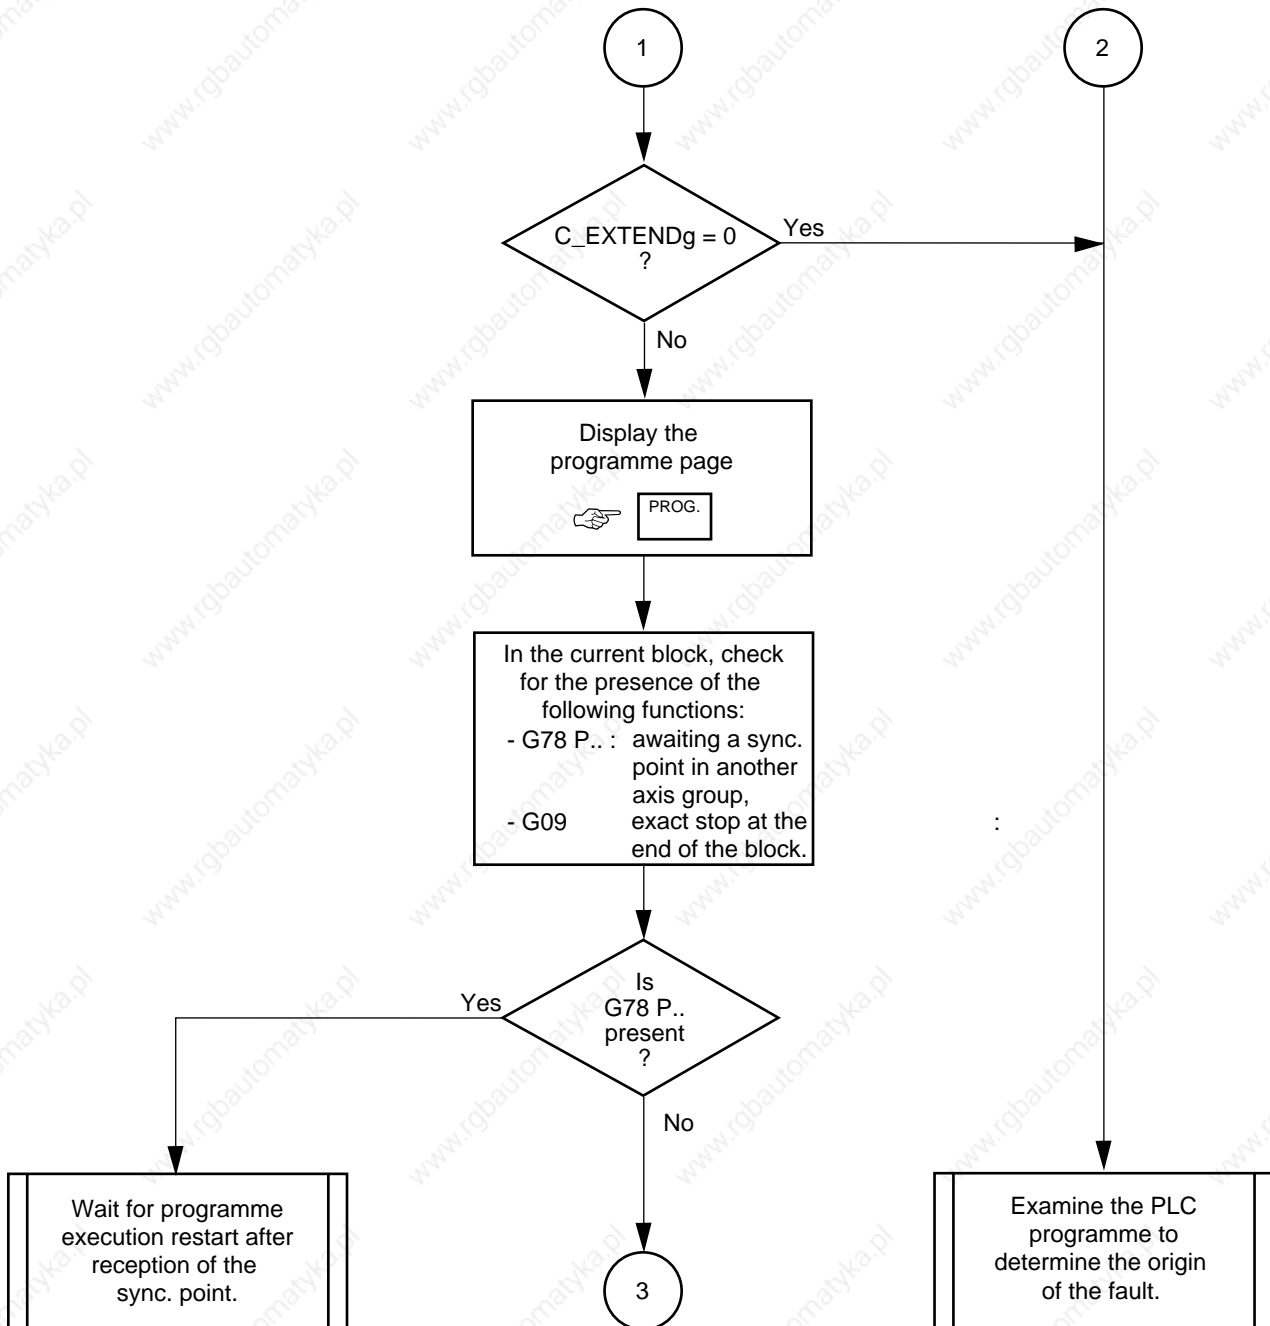 1
2
C_EXTENDg = 0
?
Yes
No
Display the
programme page
PROG.
In the current block, check
for the presence of the
following functions:
- G78 P.. : awaiting a sync.
point in another
axis group,
- G09 exact stop at the :
end of the block.
Is
G78 P..
present
?
Yes
No
Wait for programme
execution restart after
reception of the
sync. point.
3
Examine the PLC
programme to
determine the origin
of the fault.
www.rgbautomatyka.pl